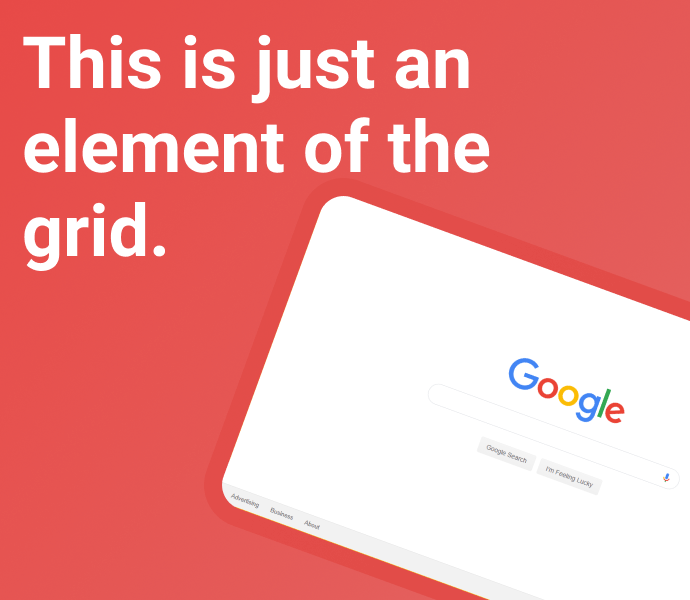 This is just an
element of the
grid.
Google
Google Search
I'm Feeling Lucky
Advertising
Business
About